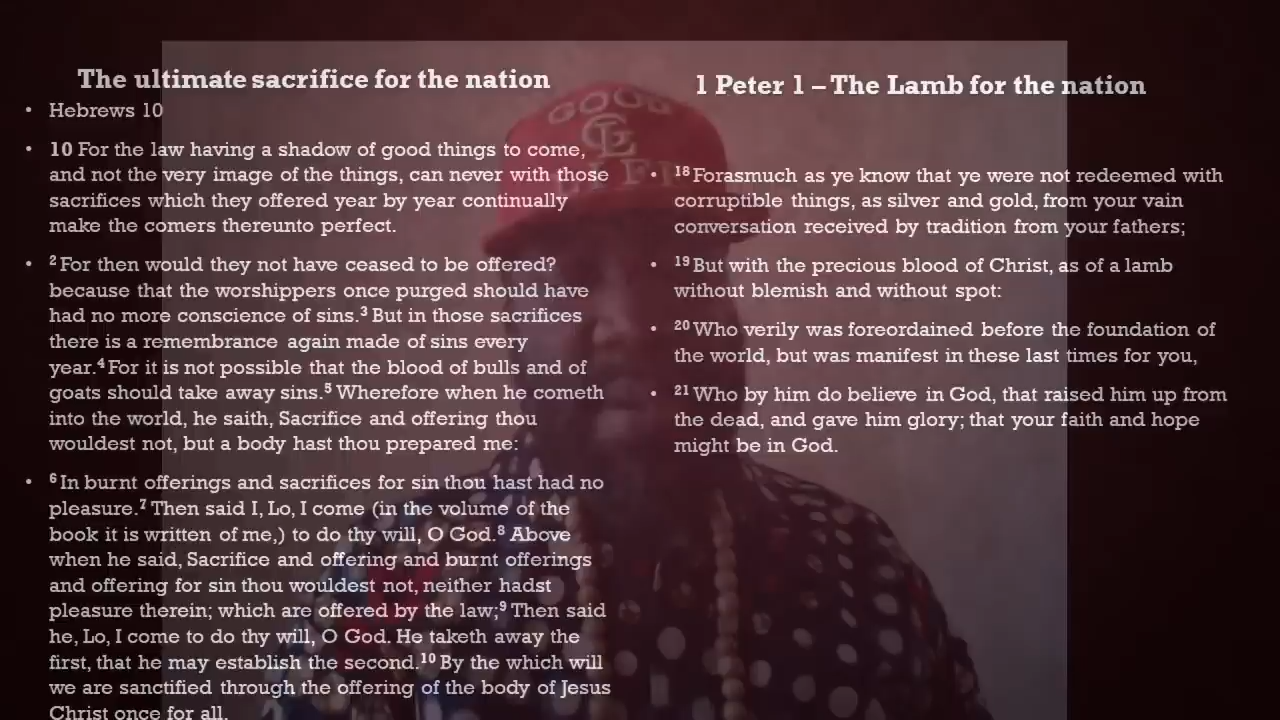 The ultimate sacrifice for the nation
• Hebrews 10
• 10 For the law having a shadow of good things to come,
and not the very image of the things, can never with those
sacrifices which they offered year by year continually
make the comers thereunto perfect.
• 2 For then would they not have ceased to be offered?
because that the worshippers once purged should have
had no more conscience of sins.3 But in those sacrifices
there is a remembrance again made of sins every
year.4 For it is not possible that the blood of bulls and of
goats should take away sins.5 Wherefore when he cometh
into the world, he saith, Sacrifice and offering thou
wouldest not, but a body hast thou prepared me:
• 6 In burnt offerings and sacrifices for sin thou hast had no
pleasure.7 Then said I, Lo, I come (in the volume of the
book it is written of me,) to do thy will, O God.8 Above
when he said, Sacrifice and offering and burnt offerings
and offering for sin thou wouldest not, neither hadst
pleasure therein; which are offered by the law;9 Then said
he, Lo, I come to do thy will, O God. He taketh away the
first, that he may establish the second.10 By the which will
we are sanctified through the offering of the body of Jesus
Christ once for all.
1 Peter 1 – The Lamb for the nation
• 18 Forasmuch as ye know that ye were not redeemed with
corruptible things, as silver and gold, from your vain
conversation received by tradition from your fathers;
• 19 But with the precious blood of Christ, as of a lamb
without blemish and without spot:
• 20 Who verily was foreordained before the foundation of
the world, but was manifest in these last times for you,
• 21 Who by him do believe in God, that raised him up from
the dead, and gave him glory; that your faith and hope
might be in God.
GOOD
GL
LIFE